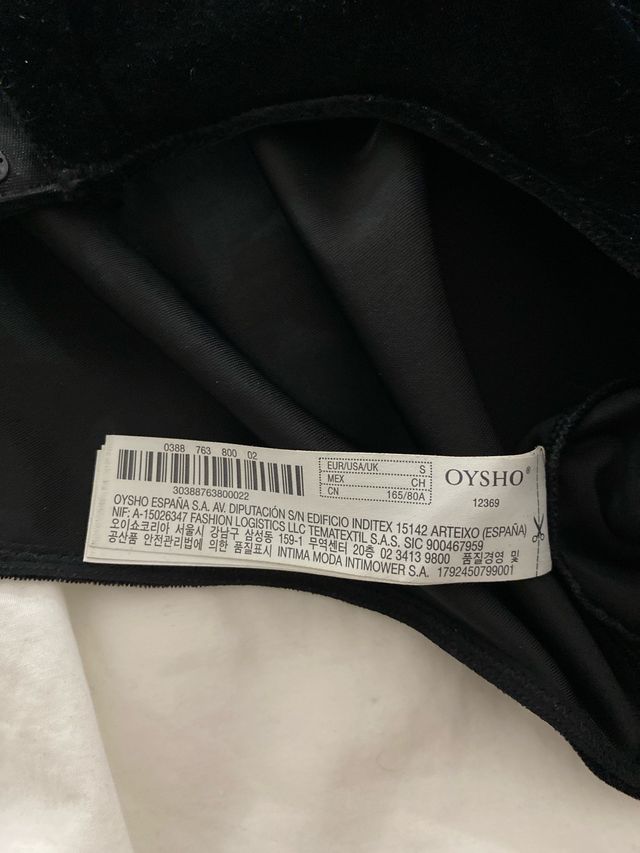 0388 763 800 02
30388763800022
EUR/USA/UK S
MEX CH
CN 165/80A
OYSHO®
12369
OYSHO ESPAÑA S.A. AV. DIPUTACIÓN S/N EDIFICIO INDITEX 15142 ARTEIXO (ESPAÑA)
NIF: A-15026347 FASHION LOGISTICS LLC TEMATEXTIL S.A.S. SIC 900467959
오이쇼코리아 서울시 강남구 삼성동 159-1 무역센터 20층 02 3413 9800 품질경영 및
공산품 안전관리법에 의한 품질표시 INTIMA MODA INTIMOWER S.A. 1792450799001